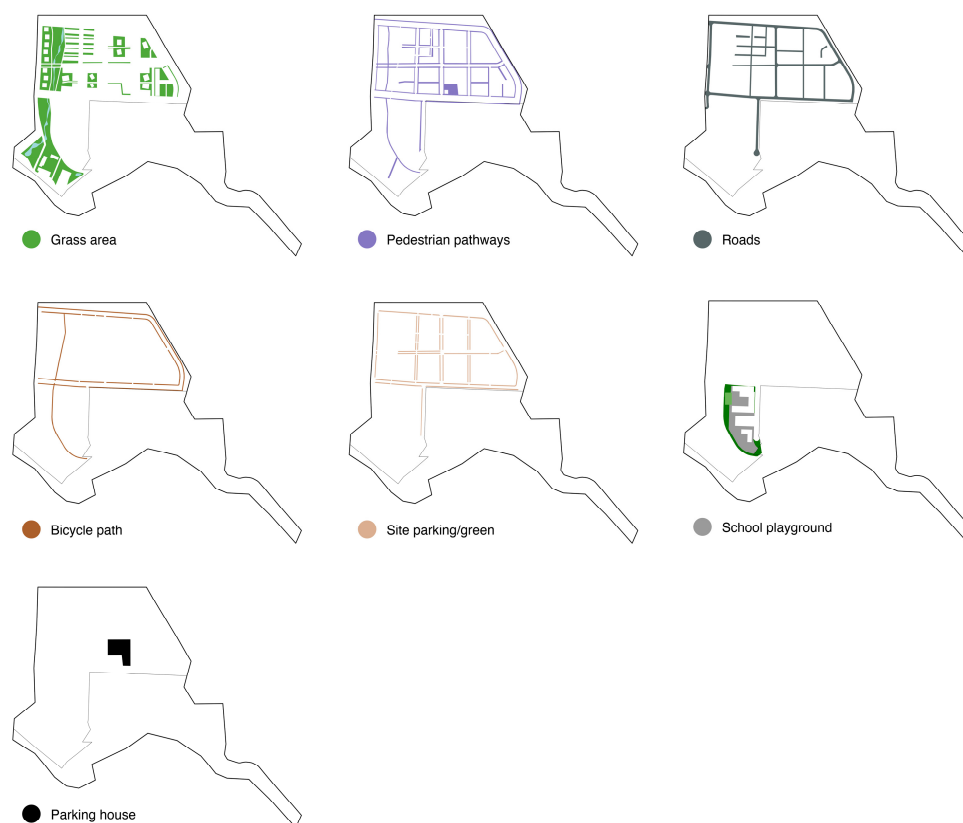 Grass area
Pedestrian pathways
Roads
Bicycle path
Site parking/green
School playground
Parking house